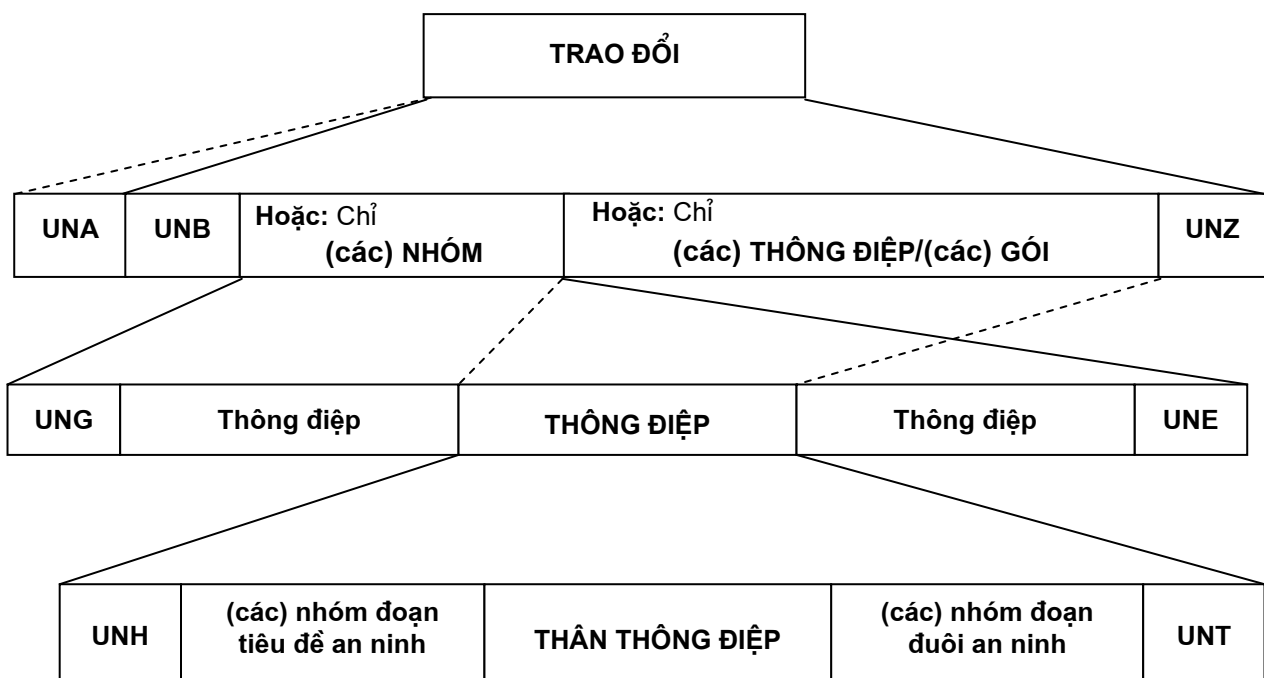 TRAO ĐỔI
UNA
UNB
Hoặc: Chỉ
(các) NHÓM
Hoặc: Chỉ
(các) THÔNG ĐIỆP/(các) GÓI
UNZ
UNG
Thông điệp
THÔNG ĐIỆP
Thông điệp
UNE
UNH
(các) nhóm đoạn
tiêu đề an ninh
THÂN THÔNG ĐIỆP
(các) nhóm đoạn
đuôi an ninh
UNT